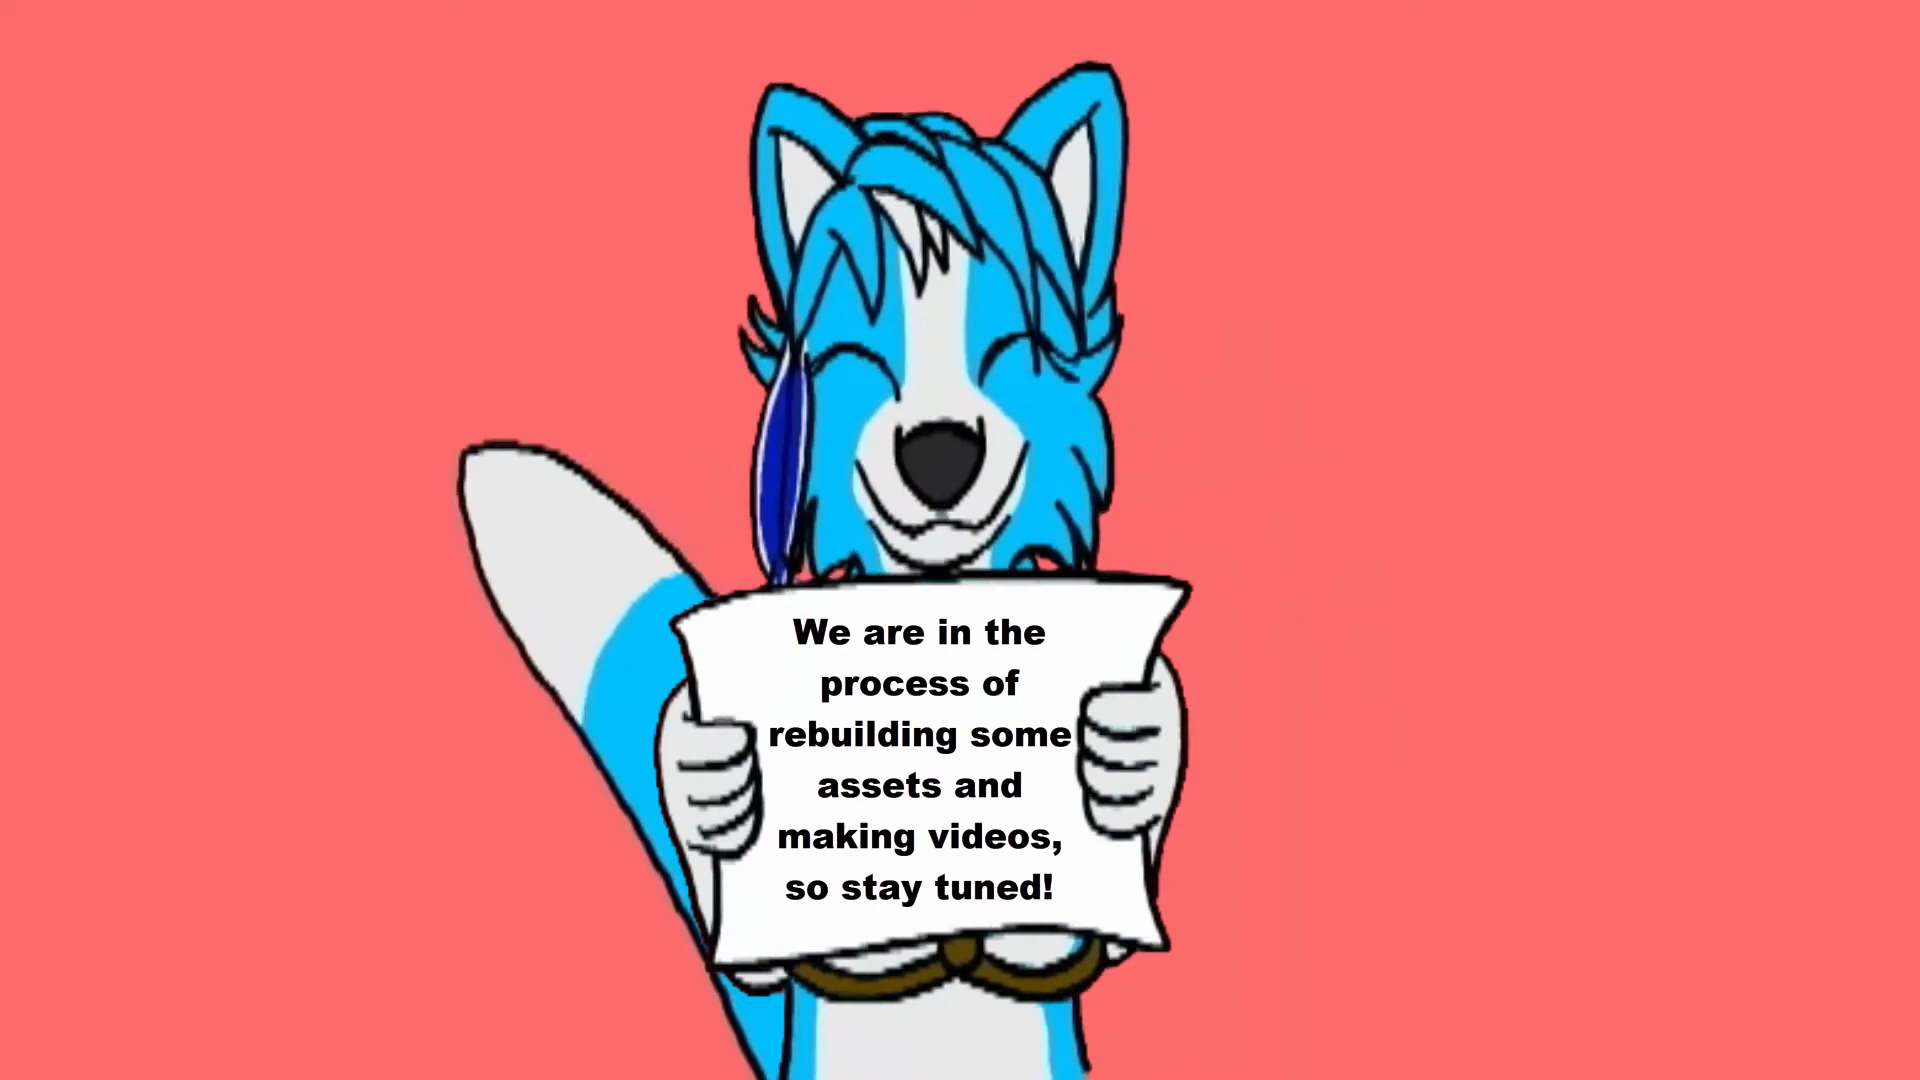 We are in the
process of
rebuilding some
assets and
making videos,
so stay tuned!